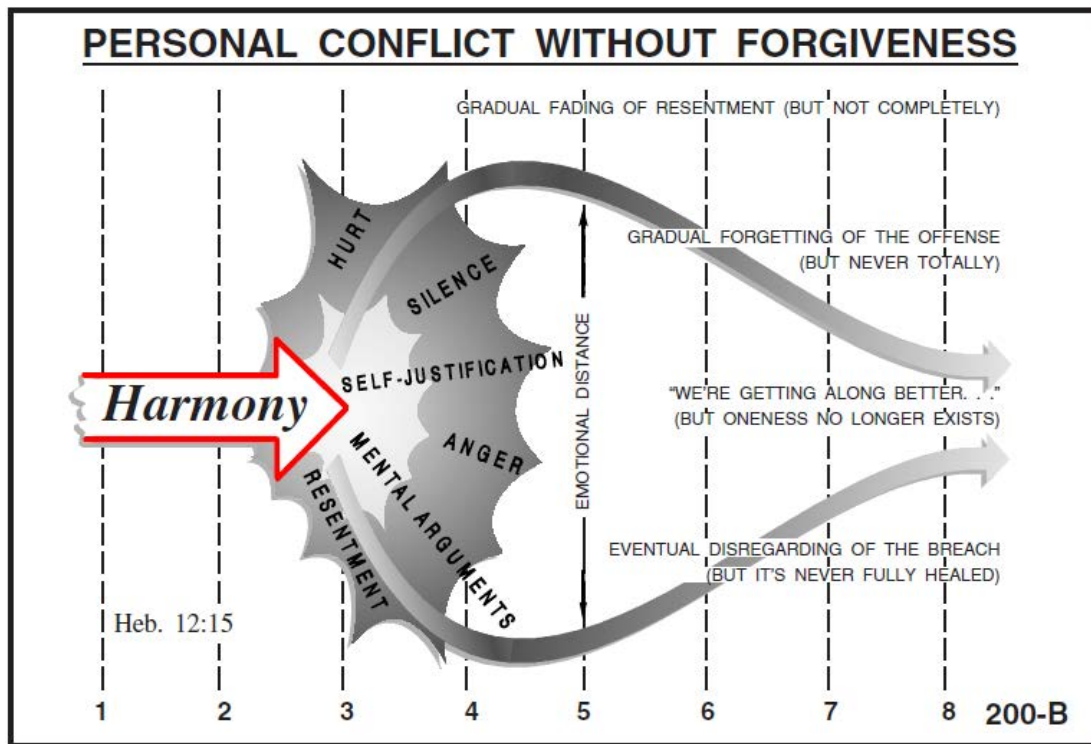 PERSONAL CONFLICT WITHOUT FORGIVENESS
GRADUAL FADING OF RESENTMENT (BUT NOT COMPLETELY)
HURT
SILENCE
GRADUAL FORGETTING OF THE OFFENSE
(BUT NEVER TOTALLY)
Harmony
SELF-JUSTIFICATION
EMOTIONAL DISTANCE
"WE'RE GETTING ALONG BETTER. . ."
(BUT ONENESS NO LONGER EXISTS)
ANGER
MENTAL ARGUMENTS
RESENTMENT
EVENTUAL DISREGARDING OF THE BREACH
(BUT IT'S NEVER FULLY HEALED)
Heb. 12:15
1 2 3 4 5 6 7 8 200-B